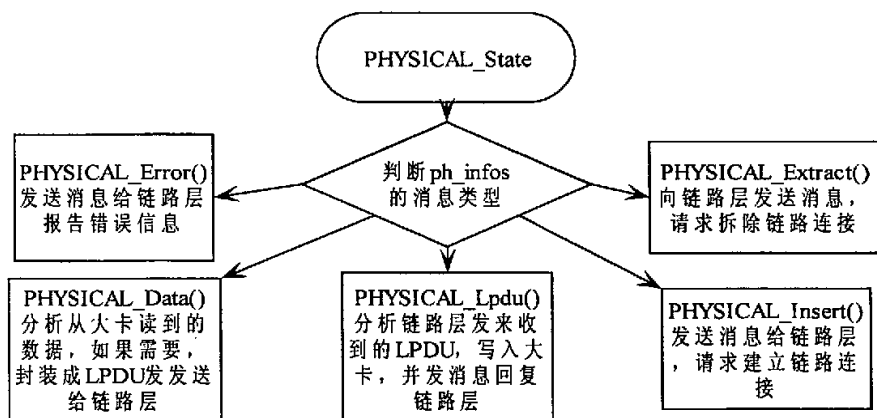 PHYSICAL_State
判断ph_infos
的消息类型
PHYSICAL_Error()
发送消息给链路层
报告错误信息
PHYSICAL_Extract()
向链路层发送消息，
请求拆除链路连接
PHYSICAL_Data()
分析从大卡读到的
数据，如果需要，
封装成LPDU发发送
给链路层
PHYSICAL_Lpdu()
分析链路层发来收
到的LPDU，写入大
卡，并发消息回复
链路层
PHYSICAL_Insert()
发送消息给链路层
，请求建立链路连
接